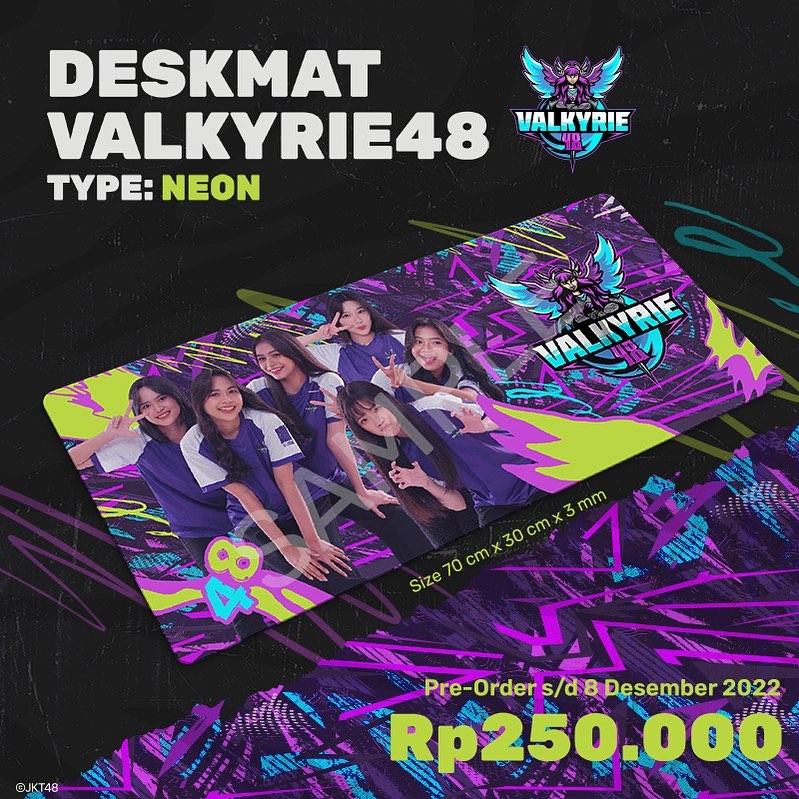 DESKMAT
VALKYRIE48
TYPE: NEON
VALKYRIE
48
VALKYRIE
48
SAMPLE
48
Size 70 cm x 30 cm x 3 mm
Pre-Order s/d 8 Desember 2022
Rp250.000
©JKT48